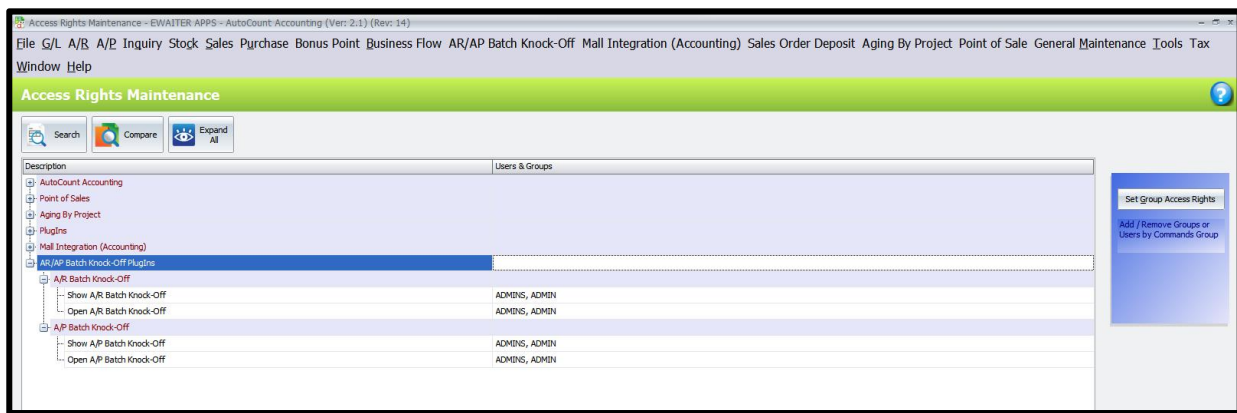 Access Rights Maintenance - EWAITER APPS - AutoCount Accounting (Ver: 2.1) (Rev: 14)
File G/L A/R A/P Inquiry Stock Sales Purchase Bonus Point Business Flow AR/AP Batch Knock-Off Mall Integration (Accounting) Sales Order Deposit Aging By Project Point of Sale General Maintenance Tools Tax
Window Help
Access Rights Maintenance
Search Compare Expand All
Description Users & Groups
AutoCount Accounting
Point of Sales
Aging By Project
PlugIns
Mall Integration (Accounting)
AR/AP Batch Knock-Off PlugIns
A/R Batch Knock-Off
Show A/R Batch Knock-Off ADMINS, ADMIN
Open A/R Batch Knock-Off ADMINS, ADMIN
A/P Batch Knock-Off
Show A/P Batch Knock-Off ADMINS, ADMIN
Open A/P Batch Knock-Off ADMINS, ADMIN
Set Group Access Rights
Add / Remove Groups or
Users by Commands Group